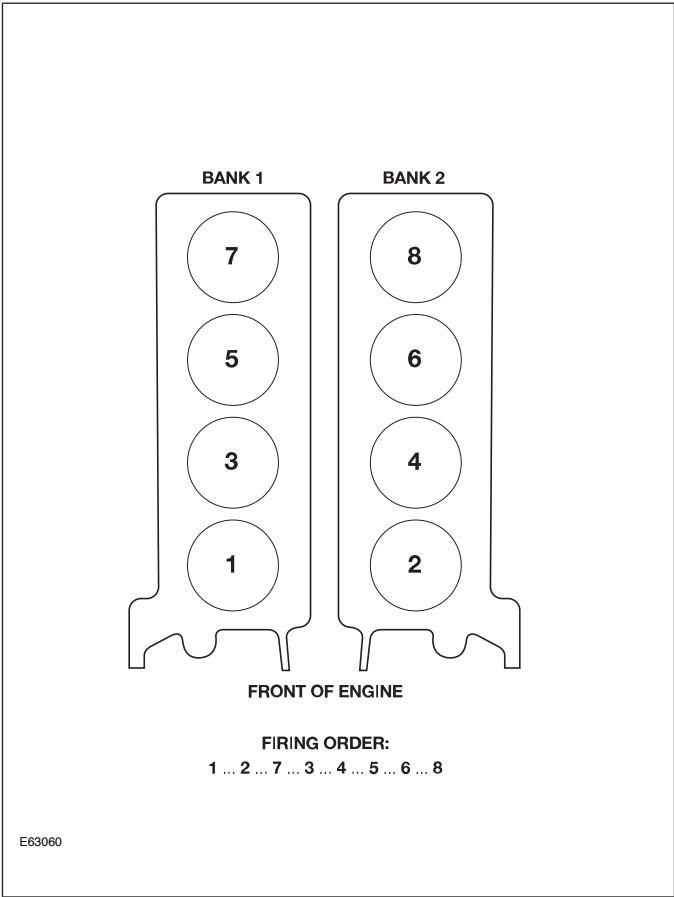 BANK 1 BANK 2
7 8
5 6
3 4
1 2
FRONT OF ENGINE
FIRING ORDER:
1 ... 2 ... 7 ... 3 ... 4 ... 5 ... 6 ... 8
E63060